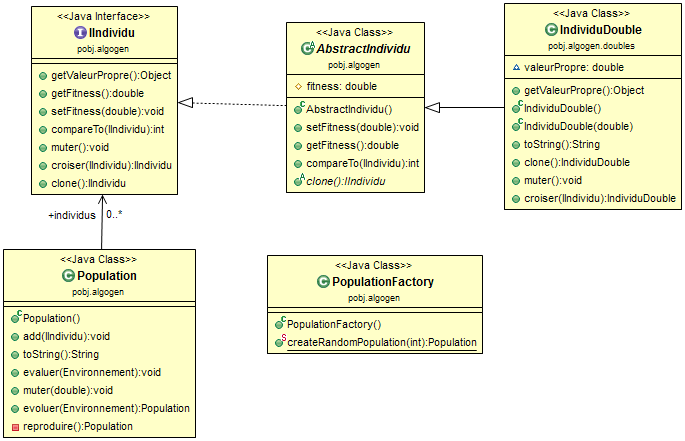 <<Java Interface>>
IIndividu
pobj.algogen
getValeurPropre():Object
getFitness():double
setFitness(double):void
compareTo(IIndividu):int
muter():void
croiser(IIndividu):IIndividu
clone():IIndividu
<<Java Class>>
AbstractIndividu
pobj.algogen
fitness: double
AbstractIndividu()
setFitness(double):void
getFitness():double
compareTo(IIndividu):int
clone():IIndividu
<<Java Class>>
IndividuDouble
pobj.algogen.doubles
valeurPropre: double
getValeurPropre():Object
IndividuDouble()
IndividuDouble(double)
toString():String
clone():IndividuDouble
muter():void
croiser(IIndividu):IndividuDouble
+individus 0..*
<<Java Class>>
Population
pobj.algogen
Population()
add(IIndividu):void
toString():String
evaluer(Environnement):void
muter(double):void
evoluer(Environnement):Population
reproduire():Population
<<Java Class>>
PopulationFactory
pobj.algogen
PopulationFactory()
createRandomPopulation(int):Population